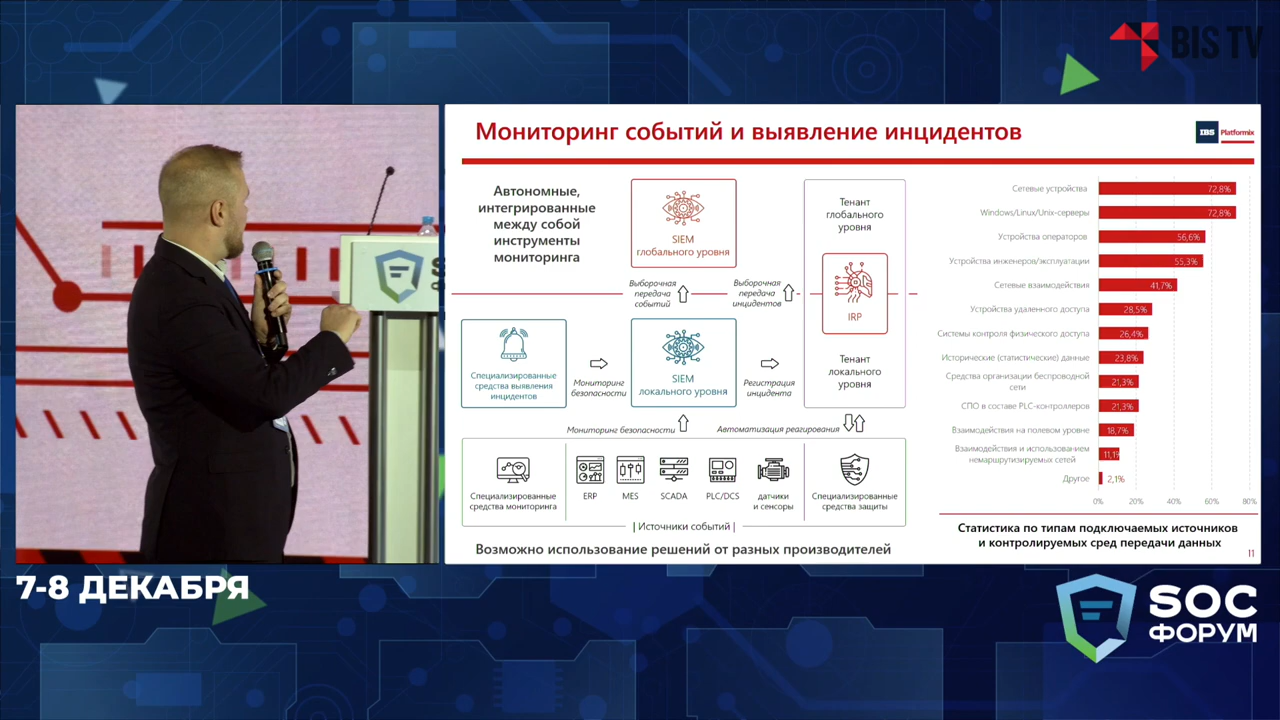 BIS TV
Мониторинг событий и выявление инцидентов
IBS Platformix
Автономные,
интегрированные
между собой
инструменты
мониторинга
SIEM
глобального уровня
Тенант
глобального
уровня
Выборочная
передача
событий
Выборочная
передача
инцидентов
IRP
Специализированные
средства выявления
инцидентов
Мониторинг
безопасности
SIEM
локального уровня
Регистрация
инцидента
Тенант
локального
уровня
Мониторинг безопасности
Автоматизация реагирования
Специализированные
средства мониторинга
ERP
MES
SCADA
PLC/DCS
датчики
и сенсоры
Специализированные
средства защиты
| Источники событий |
Возможно использование решений от разных производителей
Сетевые устройства 72,8%
Windows/Linux/Unix-серверы 72,8%
Устройства операторов 56,6%
Устройства инженеров/эксплуатации 55,3%
Сетевые взаимодействия 41,7%
Устройства удаленного доступа 28,5%
Системы контроля физического доступа 26,4%
Исторические (статистические) данные 23,8%
Средства организации беспроводной
сети 21,3%
СПО в составе PLC-контроллеров 21,3%
Взаимодействия на полевом уровне 18,7%
Взаимодействия и использованием
немаршрутизируемых сетей
Другое 2,1%
0% 20% 40% 60% 80%
Статистика по типам подключаемых источников
и контролируемых сред передачи данных
11
7-8 ДЕКАБРЯ
SOC
ФОРУМ